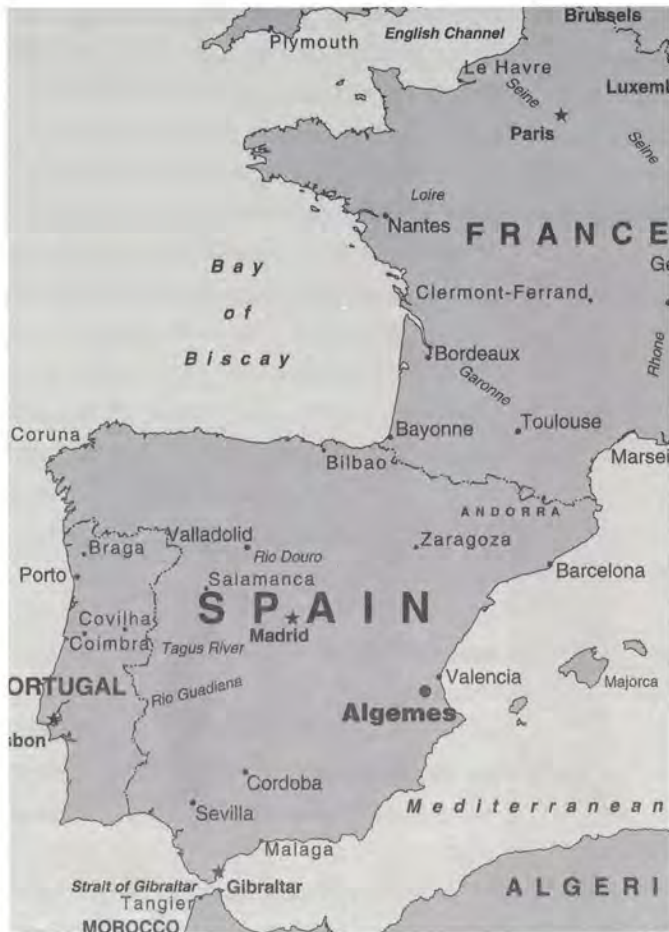 Brussels
Plymouth
English Channel
Le Havre
Seine
Luxeml
Paris
Seine
Loire
Nantes
FRANCE
Ge
Bay
of
Biscay
Clermont-Ferrand
Bordeaux
Rhone
Garonne
Toulouse
Coruna
Bayonne
Bilbao
Marsei
ANDORRA
Braga
Valladolid
Rio Douro
Zaragoza
Porto
Salamanca
Barcelona
SPAIN
Covilha
Madrid
Coimbra
Tagus River
Valencia
Majorca
ORTUGAL
Rio Guadiana
Algemes
sbon
Cordoba
Sevilla
Mediterranean
Malaga
Strait of Gibraltar
Gibraltar
Tangier
ALGERI
MOROCCO